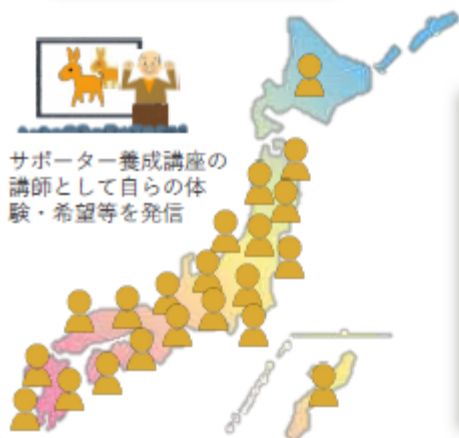 サポーター養成講座の
講師として自らの体
験・希望等を発信